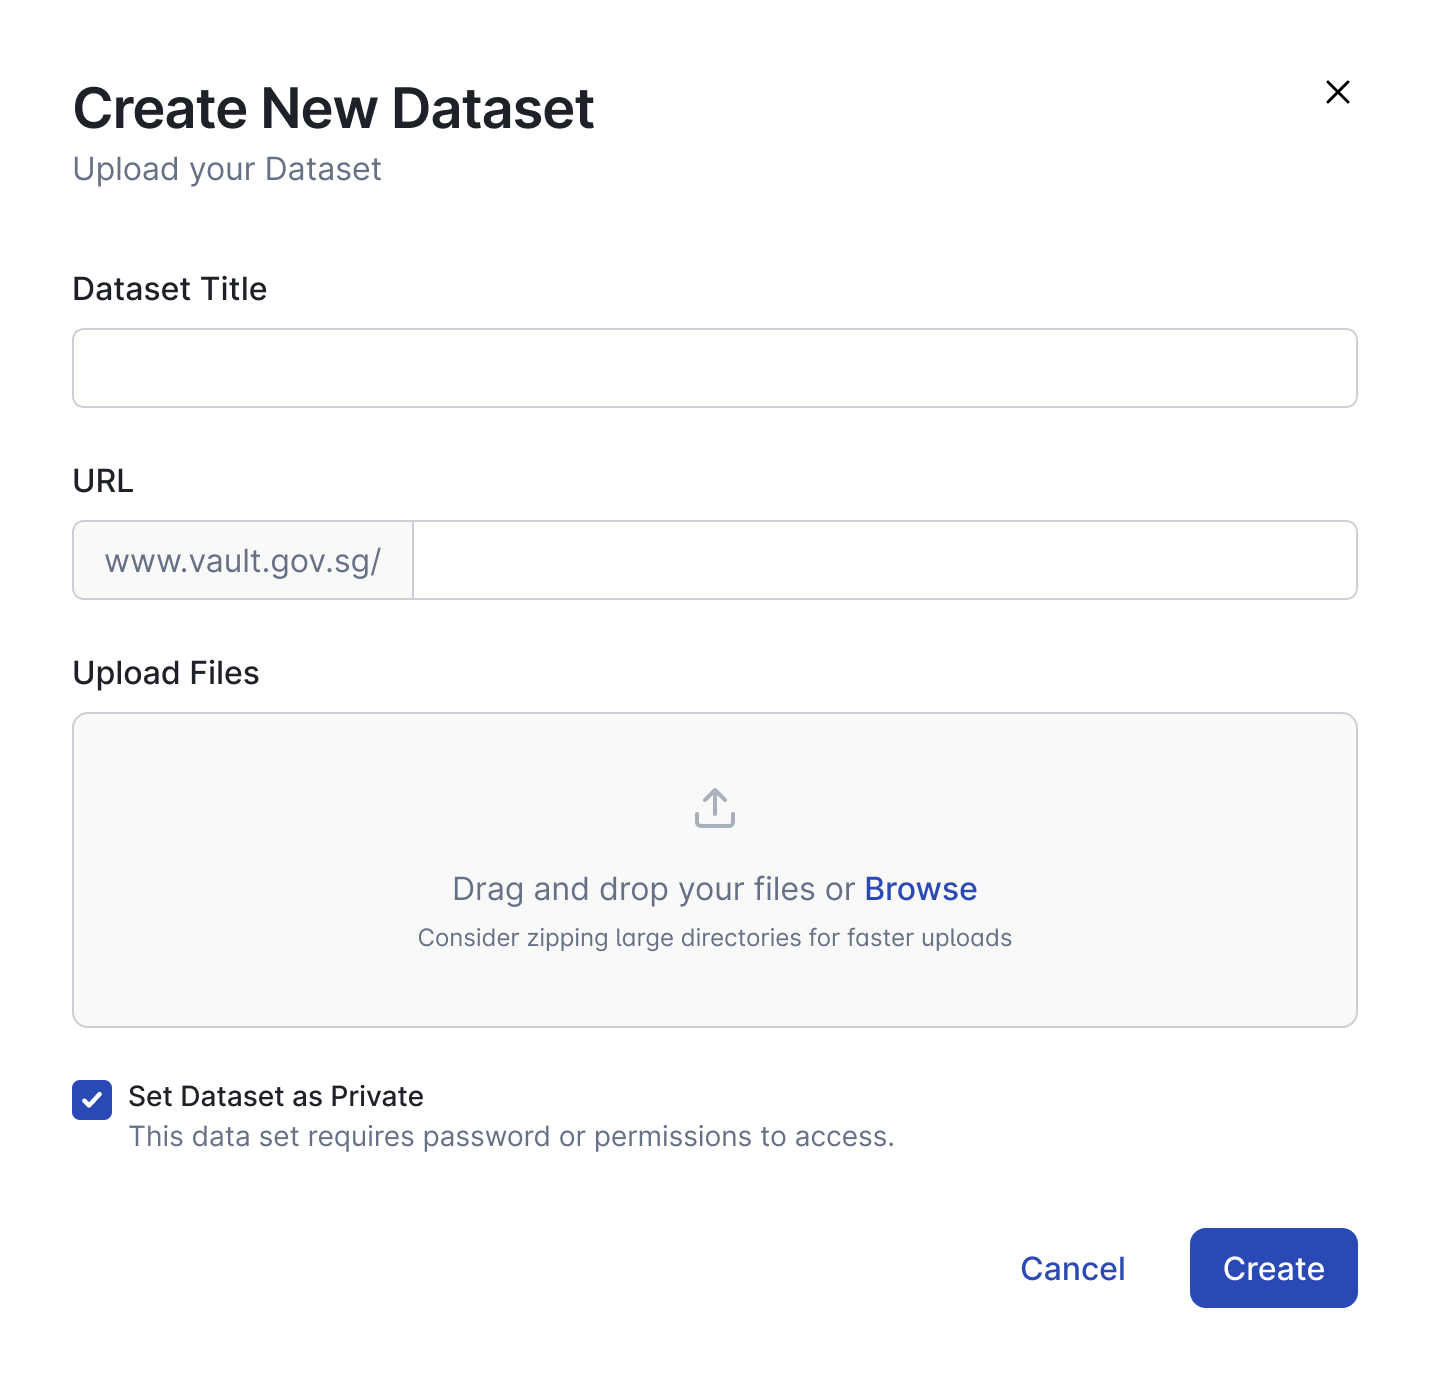 Create New Dataset
Upload your Dataset
Dataset Title
URL
www.vault.gov.sg/
Upload Files
Drag and drop your files or Browse
Consider zipping large directories for faster uploads
Set Dataset as Private
This data set requires password or permissions to access.
Cancel
Create